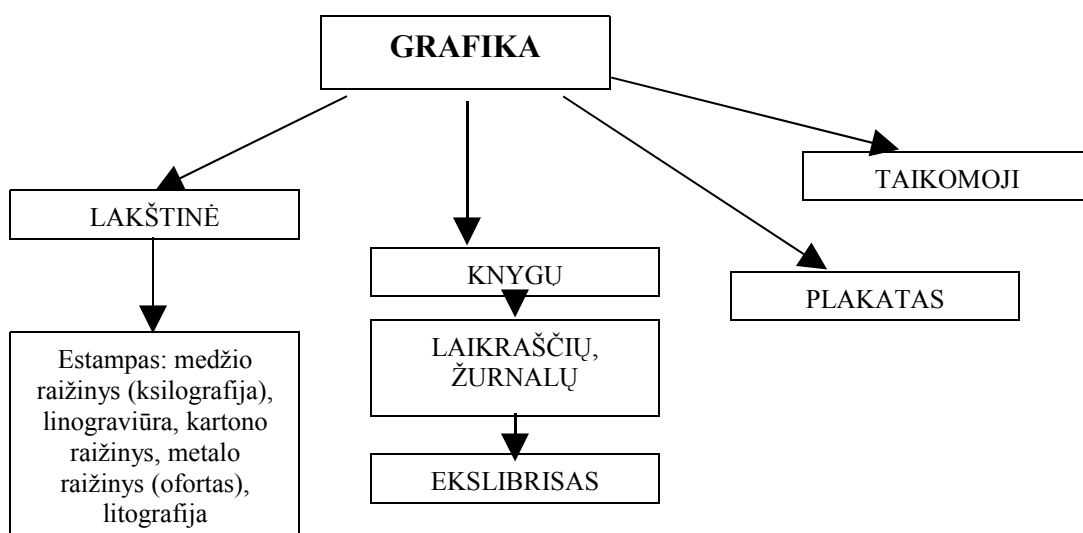 GRAFIKA
TAIKOMOJI
LAKŠTINĖ
KNYGŲ
PLAKATAS
LAIKRAŠČIŲ,
ŽURNALŲ
Estampas: medžio
raižinys (ksilografija),
linograviūra, kartono
raižinys, metalo
raižinys (ofortas),
litografija
EKSLIBRISAS